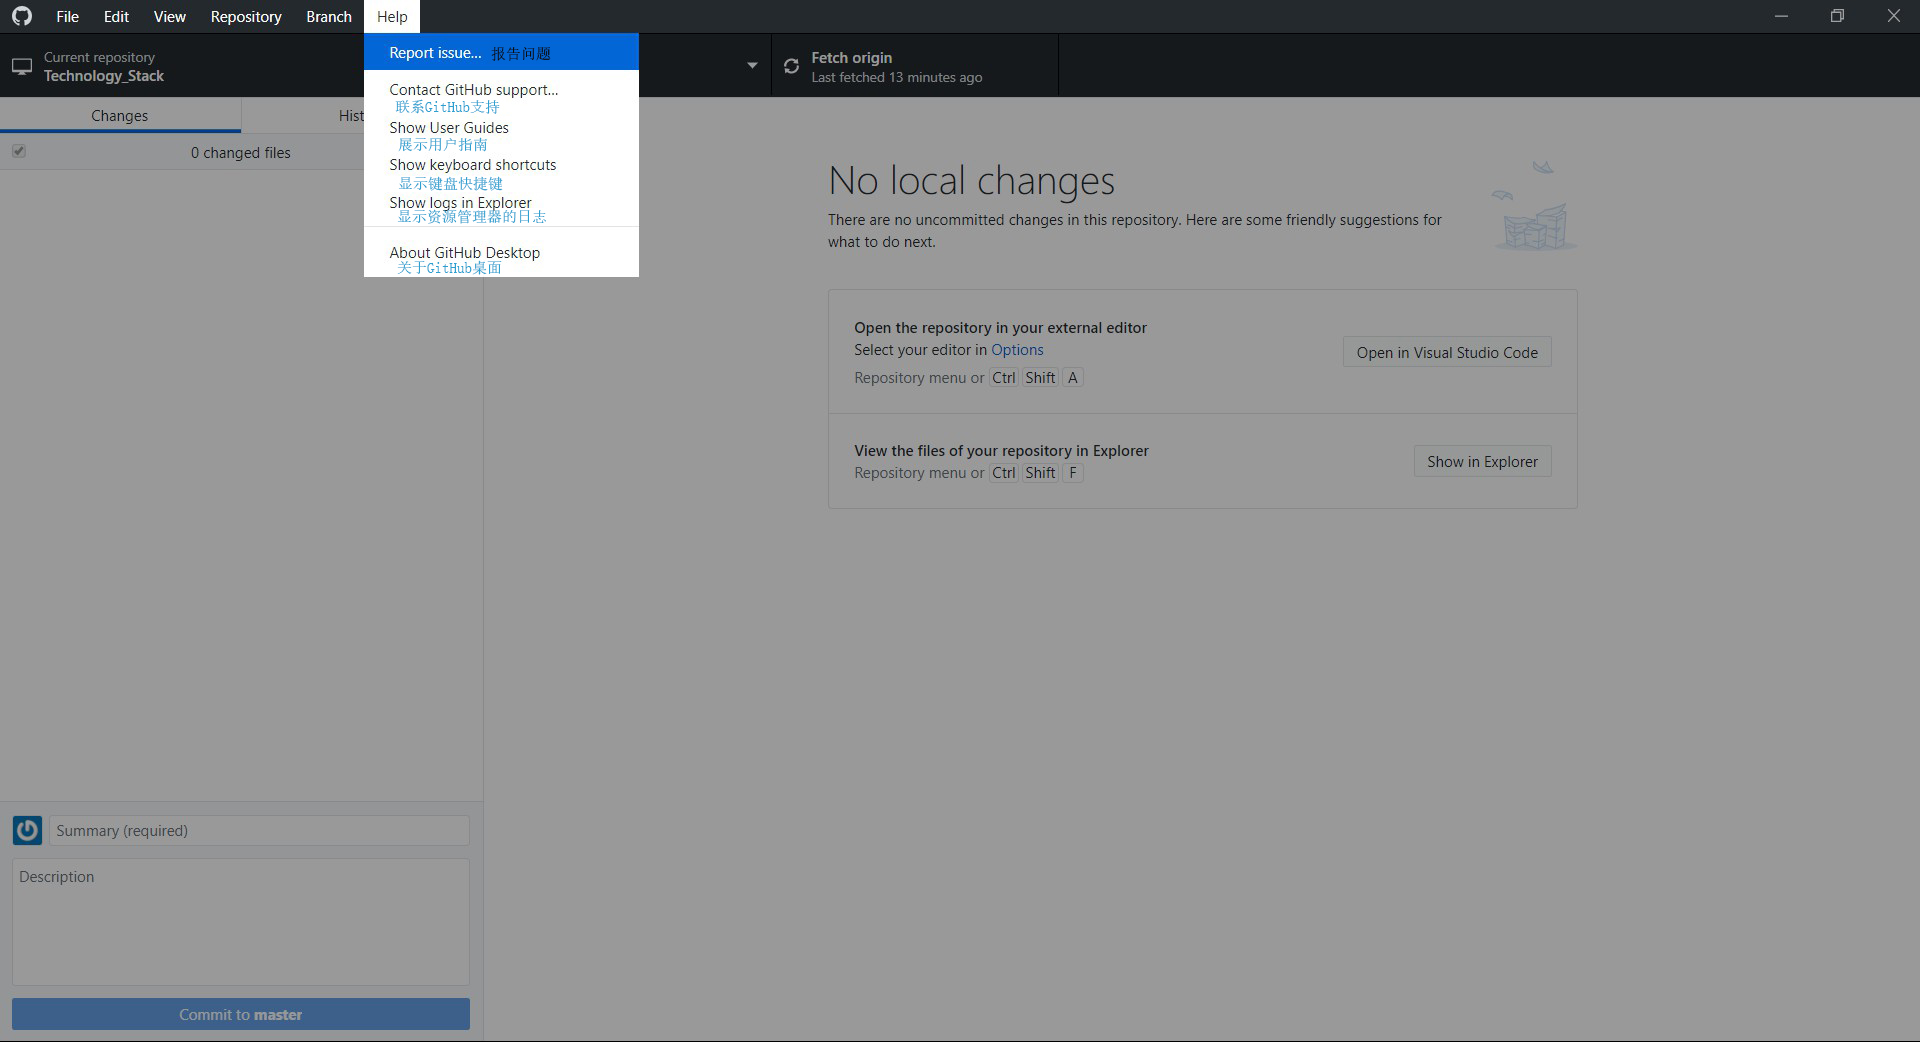 File Edit View Repository Branch Help
Current repository
Technology_Stack
Fetch origin
Last fetched 13 minutes ago
Report issue... 报告问题
Contact GitHub support...
联系GitHub支持
Show User Guides
展示用户指南
Show keyboard shortcuts
显示键盘快捷键
Show logs in Explorer
显示资源管理器的日志
About GitHub Desktop
关于GitHub桌面
Changes
Hist
0 changed files
No local changes
There are no uncommitted changes in this repository. Here are some friendly suggestions for
what to do next.
Open the repository in your external editor
Select your editor in Options
Repository menu or Ctrl Shift A
Open in Visual Studio Code
View the files of your repository in Explorer
Repository menu or Ctrl Shift F
Show in Explorer
Summary (required)
Description
Commit to master